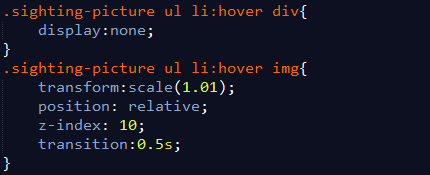 .sighting-picture ul li:hover div{
    display:none;
}
.sighting-picture ul li:hover img{
    transform:scale(1.01);
    position: relative;
    z-index: 10;
    transition:0.5s;
}